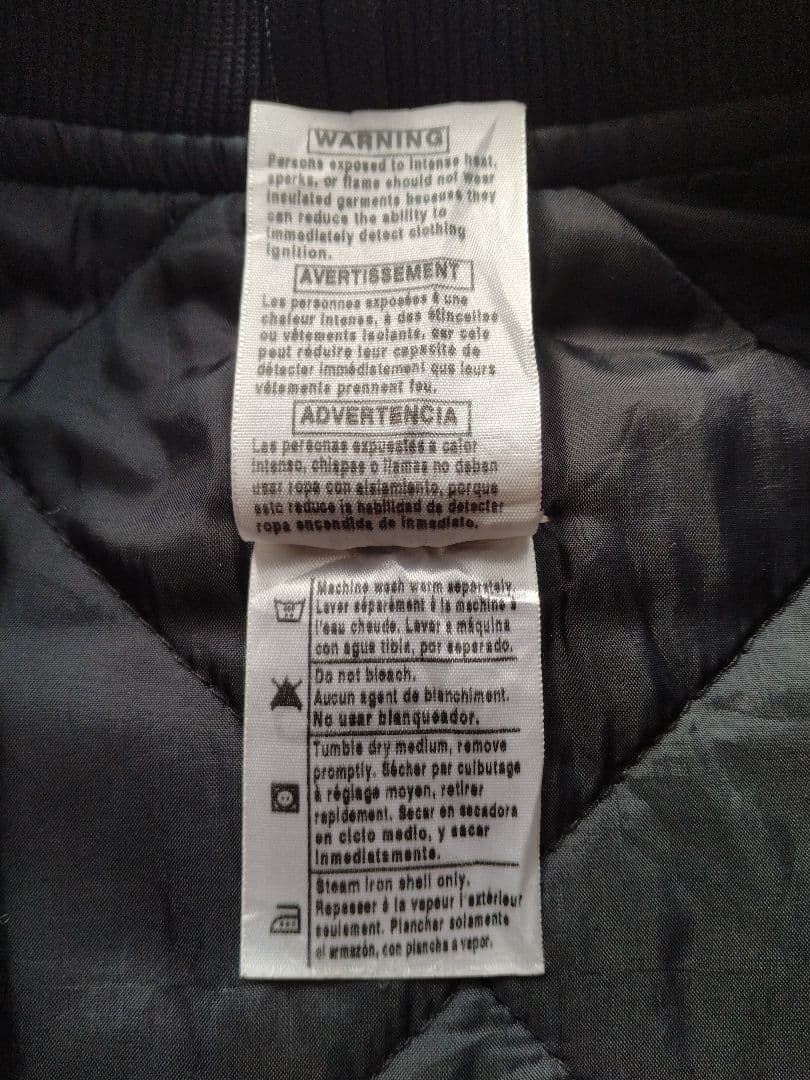 WARNING
Persons exposed to intense heat,
sparks, or flame should not wear
insulated garments because they
can reduce the ability to
immediately detect clothing
ignition.
AVERTISSEMENT
Les personnes exposées à une
chaleur intense, à des étincelles
ou vêtements isolants, car cela
peut réduire leur capacité de
détecter immédiatement que leurs
vêtements prennent feu.
ADVERTENCIA
Las personas expuestas a calor
intenso, chispas o llamas no deben
usar ropa con aislamiento, porque
esto reduce la habilidad de detecter
ropa encendida de inmediato.
Machine wash warm separately.
Laver séparément à la machine à
l'eau chaude. Lavar a máquina
con agua tibia, por separado.
Do not bleach.
Aucun agent de blanchiment.
No usar blanqueador.
Tumble dry medium, remove
promptly. Sécher par culbutage
à réglage moyen, retirer
rapidement. Secar en secadora
en ciclo medio, y sacar
inmediatamente.
Steam iron shell only.
Repasser à la vapeur l'extérieur
seulement. Planchar solamente
el armazón, con plancha a vapor.